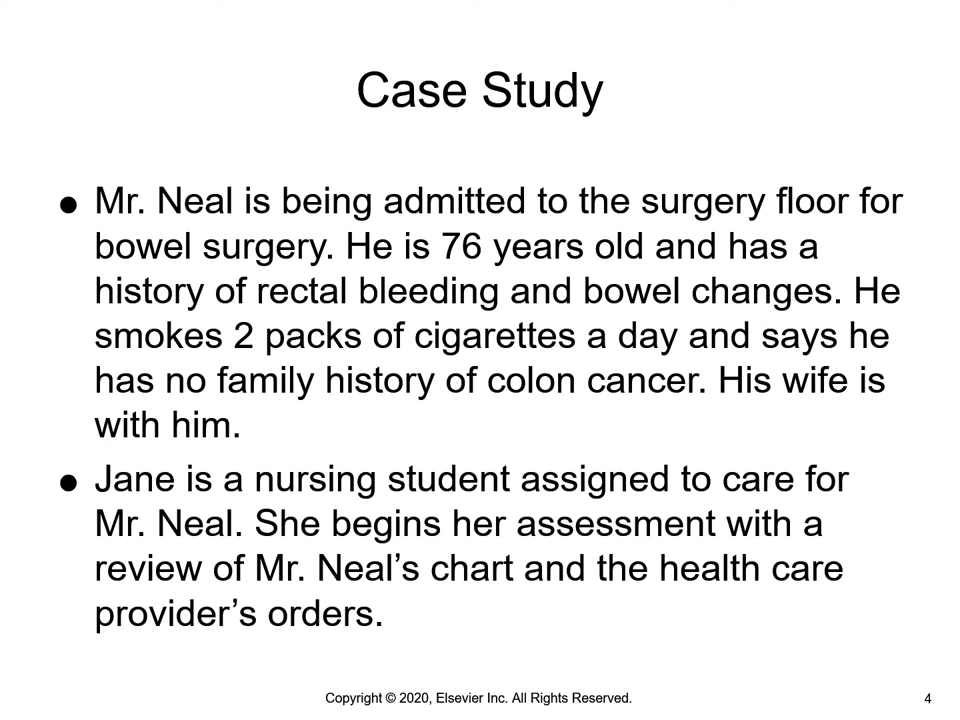 Case Study
● Mr. Neal is being admitted to the surgery floor for
bowel surgery. He is 76 years old and has a
history of rectal bleeding and bowel changes. He
smokes 2 packs of cigarettes a day and says he
has no family history of colon cancer. His wife is
with him.
● Jane is a nursing student assigned to care for
Mr. Neal. She begins her assessment with a
review of Mr. Neal’s chart and the health care
provider’s orders.
Copyright © 2020, Elsevier Inc. All Rights Reserved.
4